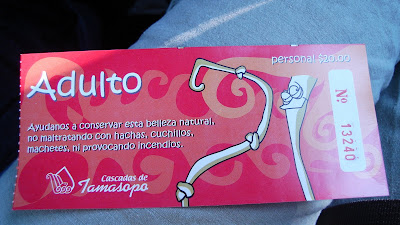 personal $20.00
Adulto
Nº 13240
Ayudanos a conservar esta belleza natural,
no maltratando con hachas, cuchillos,
machetes, ni provocando incendios.
Cascadas de
Tamasopo